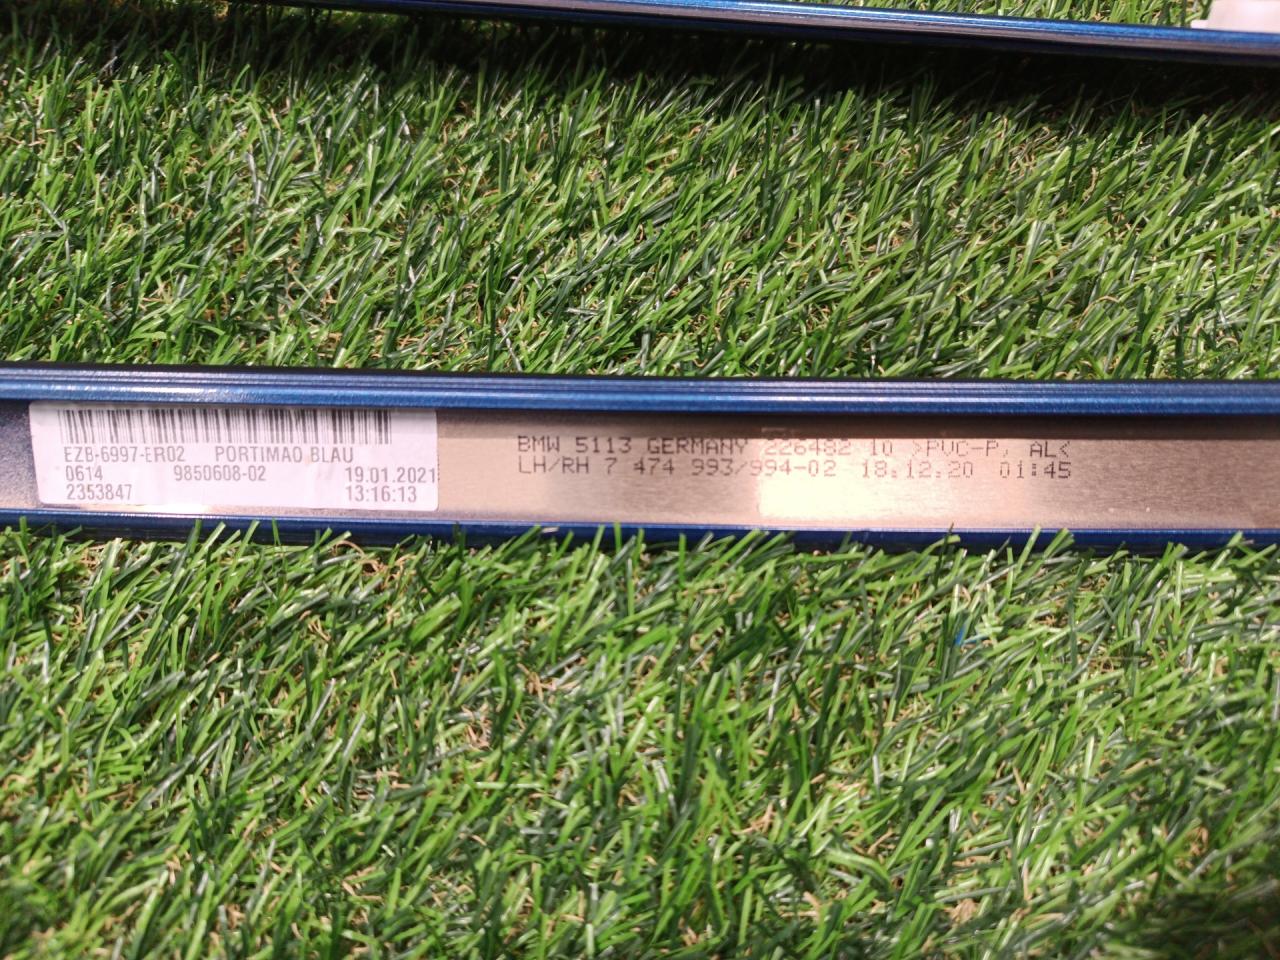 EZB-6997-ER02 PORTIMAO BLAU
0614 9850608-02 19.01.2021
2353847 13:16:13
BMW 5113 GERMANY 226482 10 >PVC-P, AL<
LH/RH 7 474 993/994-02 18.12.20 01:45